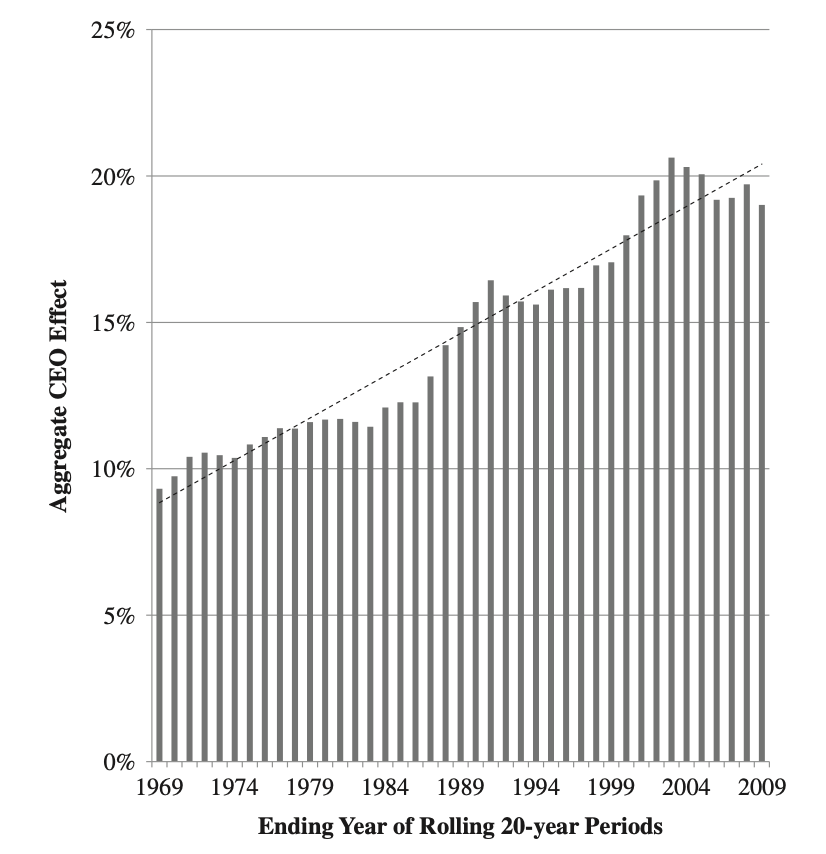 25%
20%
15%
10%
5%
0%
Aggregate CEO Effect
1969 1974 1979 1984 1989 1994 1999 2004 2009
Ending Year of Rolling 20-year Periods